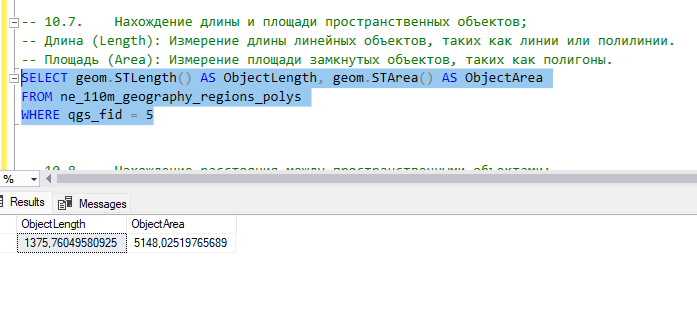 -- 10.7. Нахождение длины и площади пространственных объектов;
-- Длина (Length): Измерение длины линейных объектов, таких как линии или полилинии.
-- Площадь (Area): Измерение площади замкнутых объектов, таких как полигоны.
SELECT geom.STLength() AS ObjectLength, geom.STArea() AS ObjectArea
FROM ne_110m_geography_regions_polys
WHERE qgs_fid = 5
-- 10.8. Нахождение расстояния между пространственными объектами;
%
Results Messages
ObjectLength ObjectArea
1375,76049580925 5148,02519765689